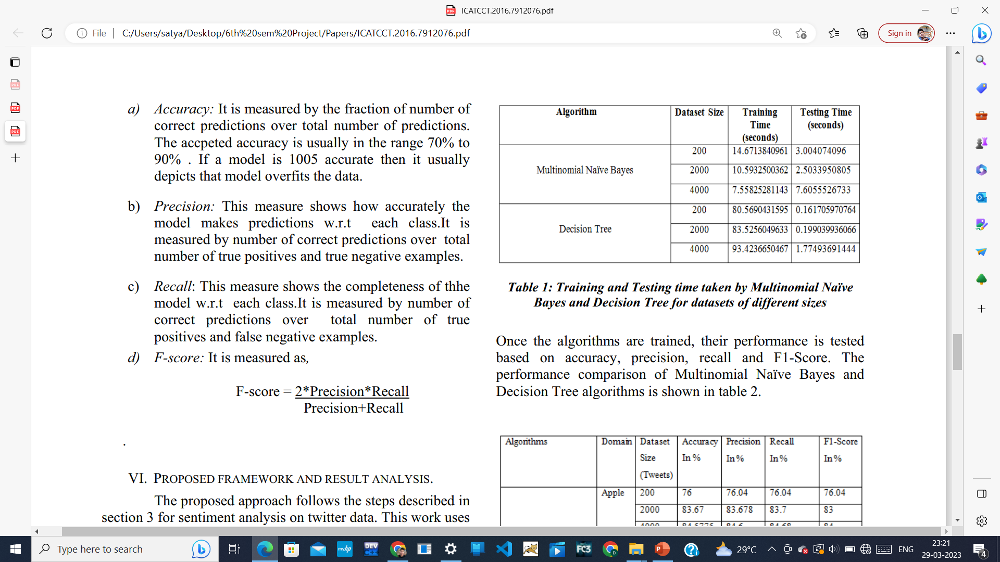 ICATCCT.2016.7912076.pdf
File
C:/Users/satya/Desktop/6th%20sem%20Project/Papers/ICATCCT.2016.7912076.pdf
Sign in
a) Accuracy: It is measured by the fraction of number of
correct predictions over total number of predictions.
The accpeted accuracy is usually in the range 70% to
90% . If a model is 1005 accurate then it usually
depicts that model overfits the data.
b) Precision: This measure shows how accurately the
model makes predictions w.r.t each class.It is
measured by number of correct predictions over total
number of true positives and true negative examples.
c) Recall: This measure shows the completeness of thhe
model w.r.t each class.It is measured by number of
correct predictions over total number of true
positives and false negative examples.
d) F-score: It is measured as,
F-score = 2*Precision*Recall
Precision+Recall
.
VI. PROPOSED FRAMEWORK AND RESULT ANALYSIS.
The proposed approach follows the steps described in
section 3 for sentiment analysis on twitter data. This work uses
Algorithm Dataset Size Training Time (seconds) Testing Time (seconds)
Multinomial Naïve Bayes
200 14.6713840961 3.004074096
2000 10.5932500362 2.5033950805
4000 7.55825281143 7.6055526733
Decision Tree
200 80.5690431595 0.161705970764
2000 83.5256049633 0.199039936066
4000 93.4236650467 1.77493691444
Table 1: Training and Testing time taken by Multinomial Naïve
Bayes and Decision Tree for datasets of different sizes
Once the algorithms are trained, their performance is tested
based on accuracy, precision, recall and F1-Score. The
performance comparison of Multinomial Naïve Bayes and
Decision Tree algorithms is shown in table 2.
Algorithms Domain Dataset Size (Tweets) Accuracy In % Precision In % Recall In % F1-Score In %
Apple 200 76 76.04 76.04 76.04
2000 83.67 83.678 83.7 83
4000 84.5775 84.6 84.68 84
Type here to search
myhp
DEV C++
FC3
29°C
ENG
23:21
29-03-2023
4